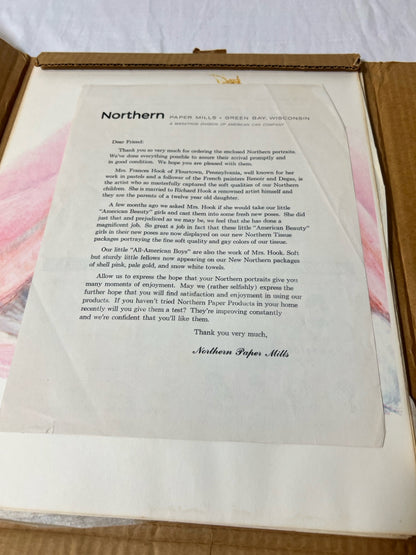 Dad
Northern PAPER MILLS • GREEN BAY, WISCONSIN
A MARATHON DIVISION OF AMERICAN CAN COMPANY
Dear Friend:
Thank you so very much for ordering the enclosed Northern portraits.
We've done everything possible to assure their arrival promptly and
in good condition. We hope you are pleased with them.
Mrs. Frances Hook of Flourtown, Pennsylvania, well known for her
work in pastels and a follower of the French painters Renoir and Degas, is
the artist who so masterfully captured the soft qualities of our Northern
children. She is married to Richard Hook a renowned artist himself and
they are the parents of a twelve year old daughter.
A few months ago we asked Mrs. Hook if she would take our little
"American Beauty" girls and cast them into some fresh new poses. She did
just that and prejudiced as we may be, we feel that she has done a
magnificent job. So great a job in fact that these little "American Beauty"
girls in their new poses are now displayed on our new Northern Tissue
packages portraying the fine soft quality and gay colors of our tissue.
Our little "All-American Boys" are also the work of Mrs. Hook. Soft
but sturdy little fellows now appearing on our New Northern packages
of shell pink, pale gold, and snow white towels.
Allow us to express the hope that your Northern portraits give you
many moments of enjoyment. May we (rather selfishly) express the
further hope that you will find satisfaction and enjoyment in using our
products. If you haven't tried Northern Paper Products in your home
recently will you give them a test? They're improving constantly
and we're confident that you'll like them.
Thank you very much,
Northern Paper Mills